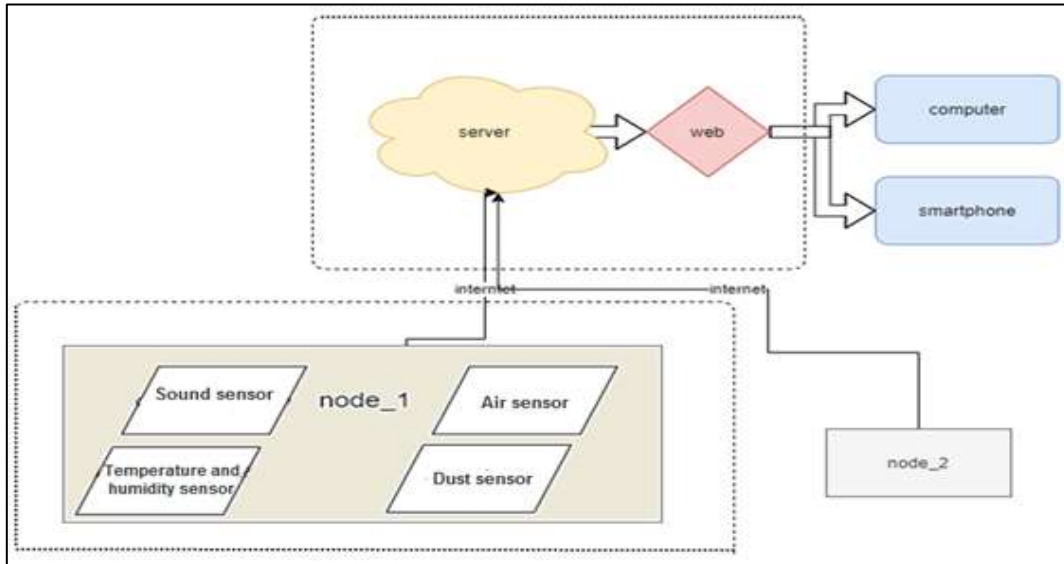 server
web
computer
smartphone
internet
internet
Sound sensor
node_1
Air sensor
Temperature and
humidity sensor
Dust sensor
node_2